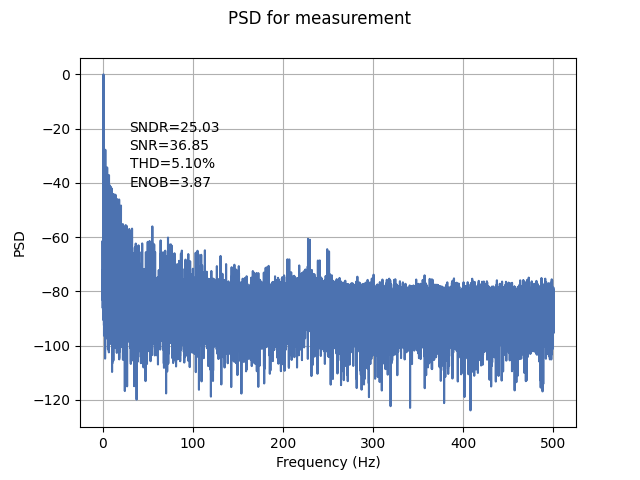 PSD for measurement
0
−20
−40
−60
−80
−100
−120
PSD
SNDR=25.03
SNR=36.85
THD=5.10%
ENOB=3.87
0 100 200 300 400 500
Frequency (Hz)